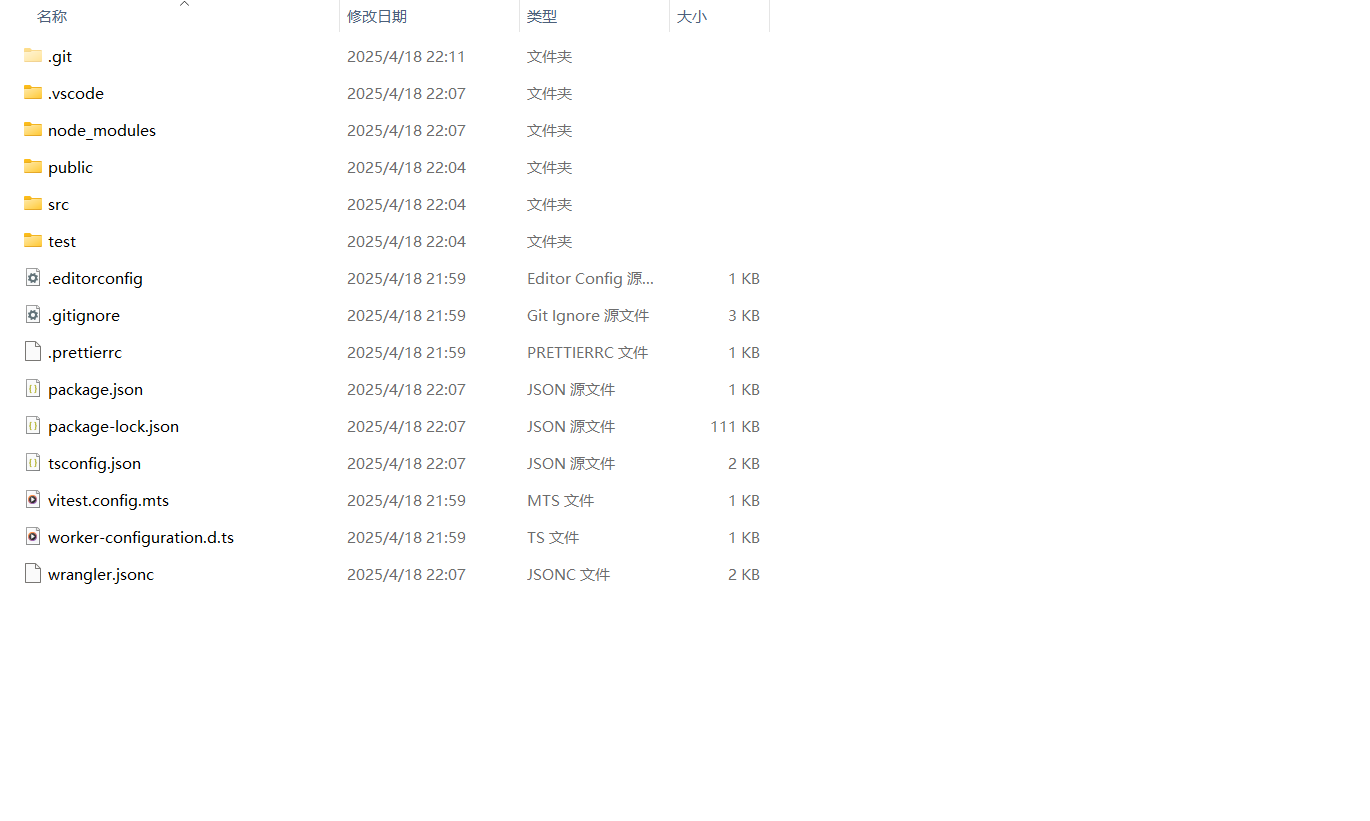 名称 修改日期 类型 大小
.git 2025/4/18 22:11 文件夹
.vscode 2025/4/18 22:07 文件夹
node_modules 2025/4/18 22:07 文件夹
public 2025/4/18 22:04 文件夹
src 2025/4/18 22:04 文件夹
test 2025/4/18 22:04 文件夹
.editorconfig 2025/4/18 21:59 Editor Config 源... 1 KB
.gitignore 2025/4/18 21:59 Git Ignore 源文件 3 KB
.prettierrc 2025/4/18 21:59 PRETTIERRC 文件 1 KB
package.json 2025/4/18 22:07 JSON 源文件 1 KB
package-lock.json 2025/4/18 22:07 JSON 源文件 111 KB
tsconfig.json 2025/4/18 22:07 JSON 源文件 2 KB
vitest.config.mts 2025/4/18 21:59 MTS 文件 1 KB
worker-configuration.d.ts 2025/4/18 21:59 TS 文件 1 KB
wrangler.jsonc 2025/4/18 22:07 JSONC 文件 2 KB